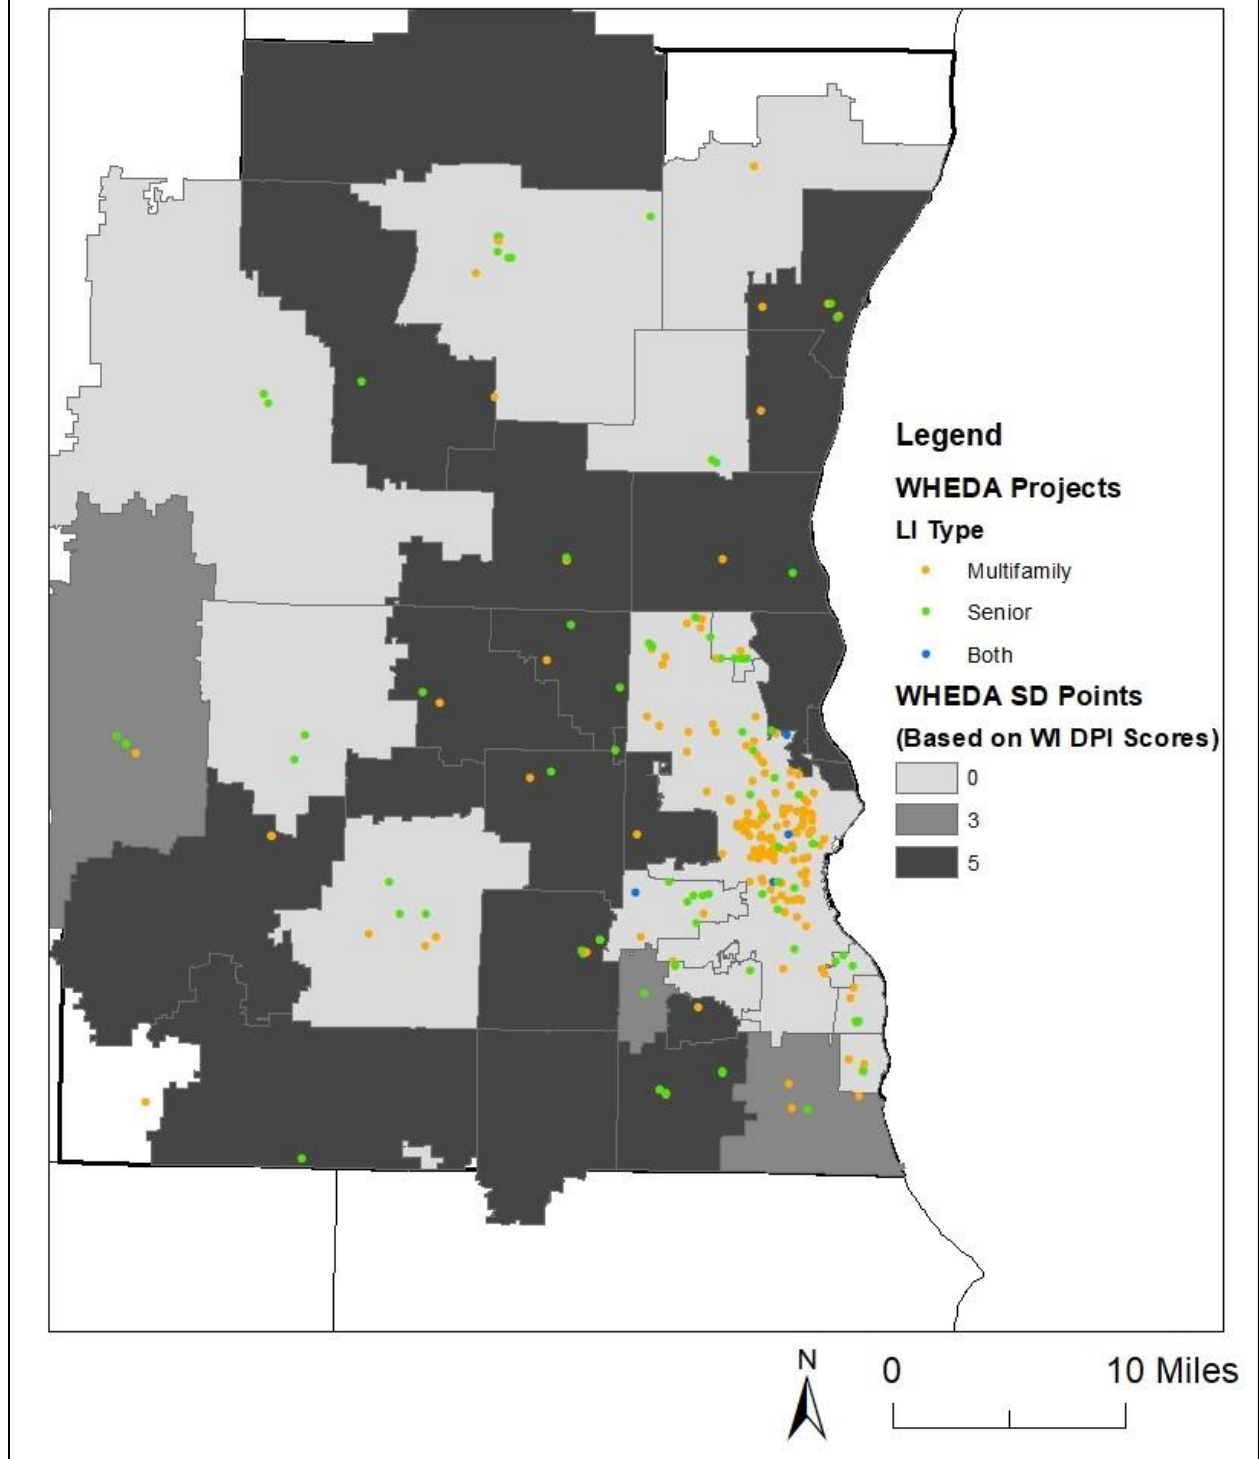 Legend
WHEDA Projects
LI Type
Multifamily
Senior
Both
WHEDA SD Points
(Based on WI DPI Scores)
0
3
5
N
0 10 Miles